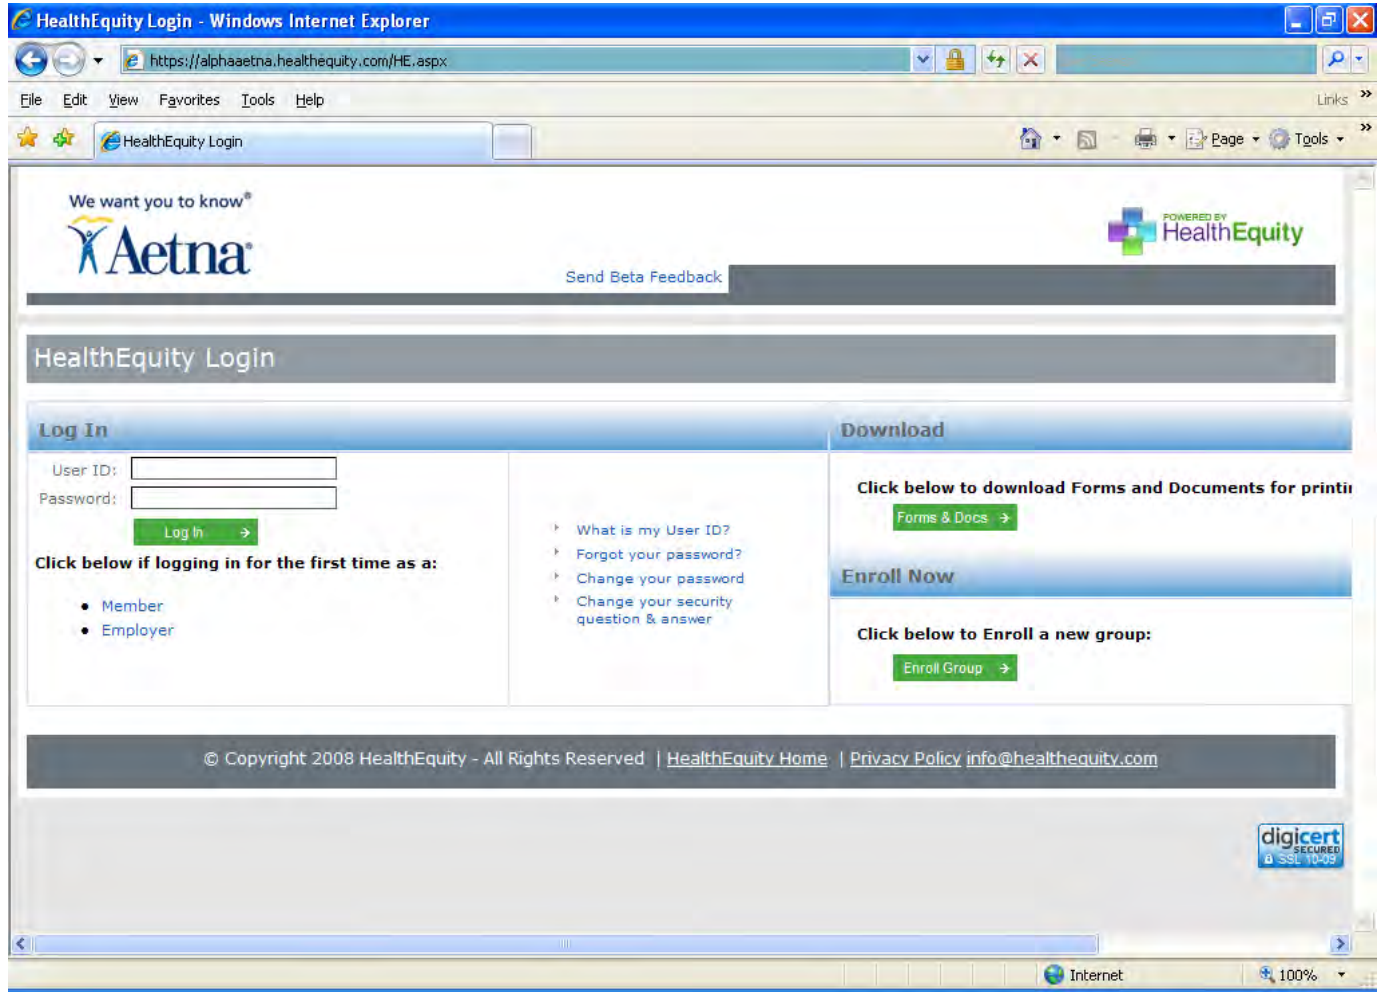 HealthEquity Login - Windows Internet Explorer
https://alphaaetna.healthequity.com/HE.aspx
File Edit View Favorites Tools Help
Links »
HealthEquity Login
Page Tools »
We want you to know®
Aetna®
POWERED BY
HealthEquity
Send Beta Feedback
HealthEquity Login
Log In
Download
User ID:
Password:
Log In
Click below if logging in for the first time as a:
Member
Employer
What is my User ID?
Forgot your password?
Change your password
Change your security
question & answer
Click below to download Forms and Documents for printin
Forms & Docs
Enroll Now
Click below to Enroll a new group:
Enroll Group
© Copyright 2008 HealthEquity - All Rights Reserved | HealthEquity Home | Privacy Policy info@healthequity.com
digicert
SECURED
SSL 10-09
Internet
100%